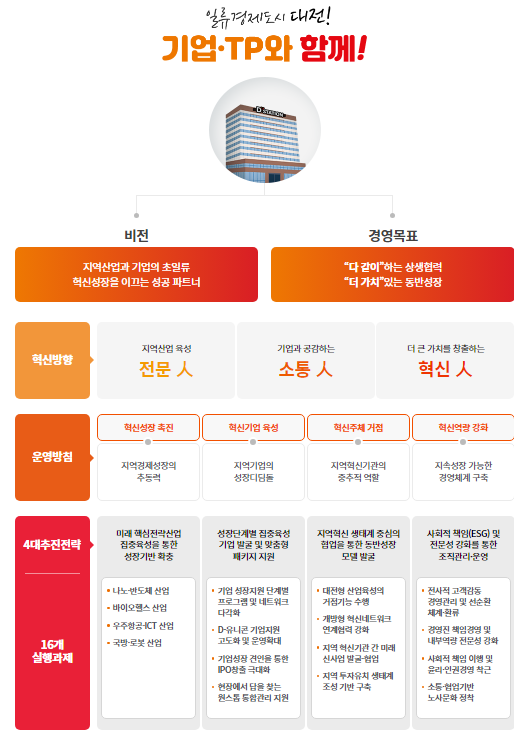 일류경제도시 대전!
기업·TP와 함께!
D-STATION
비전
지역산업과 기업의 초일류
혁신성장을 이끄는 성공 파트너
경영목표
“다 같이”하는 상생협력
“더 가치”있는 동반성장
혁신방향
지역산업 육성
전문 人
기업과 공감하는
소통 人
더 큰 가치를 창출하는
혁신 人
운영방침
혁신성장 촉진
지역경제성장의
추동력
혁신기업 육성
지역기업의
성장디딤돌
혁신주체 거점
지역혁신기관의
중추적 역할
혁신역량 강화
지속성장 가능한
경영체계 구축
4대추진전략
미래 핵심전략산업
집중육성을 통한
성장기반 확충
성장단계별 집중육성
기업 발굴 및 맞춤형
패키지 지원
지역혁신 생태계 중심의
협업을 통한 동반성장
모델 발굴
사회적 책임(ESG) 및
전문성 강화를 통한
조직관리·운영
16개
실행과제
• 나노·반도체 산업
• 바이오헬스 산업
• 우주항공·ICT 산업
• 국방·로봇 산업
• 기업 성장지원 단계별
프로그램 및 네트워크
다각화
• D-유니콘 기업지원
고도화 및 운영확대
• 기업성장 견인을 통한
IPO창출 극대화
• 현장에서 답을 찾는
원스톱 통합관리 지원
• 대전형 산업육성의
거점기능 수행
• 개방형 혁신네트워크
연계협력 강화
• 지역 혁신기관 간 미래
신사업 발굴·협업
• 지역 투자유치 생태계
조성 기반 구축
• 전사적 고객감동
경영관리 및 선순환
체계·환류
• 경영진 책임경영 및
내부역량 전문성 강화
• 사회적 책임 이행 및
윤리·인권경영 착근
• 소통·협업기반
노사문화 정착